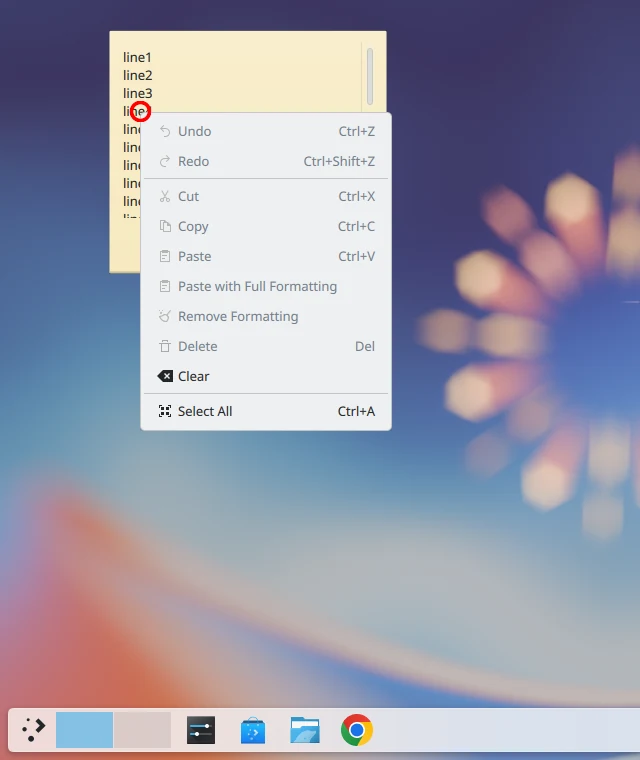 line1
line2
line3
Undo Ctrl+Z
Redo Ctrl+Shift+Z
Cut Ctrl+X
Copy Ctrl+C
Paste Ctrl+V
Paste with Full Formatting
Remove Formatting
Delete Del
Clear
Select All Ctrl+A